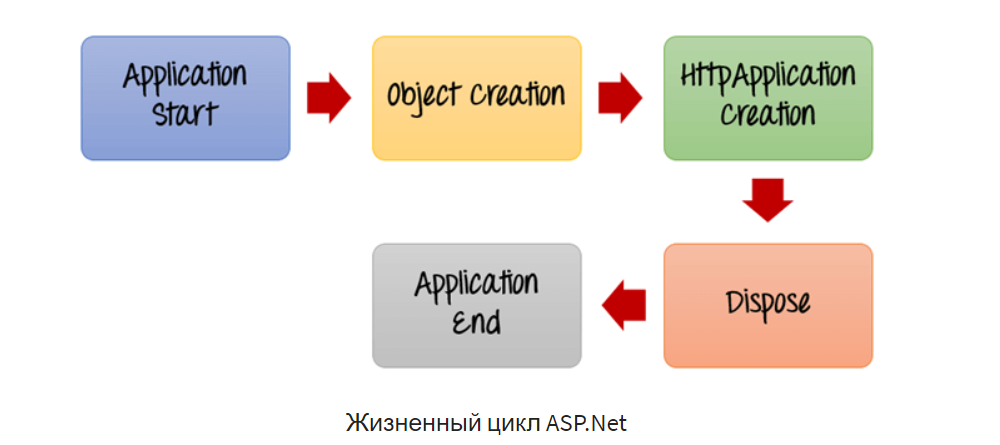 Application
Start
Object Creation
HttpApplication
Creation
Application
End
Dispose
Жизненный цикл ASP.Net